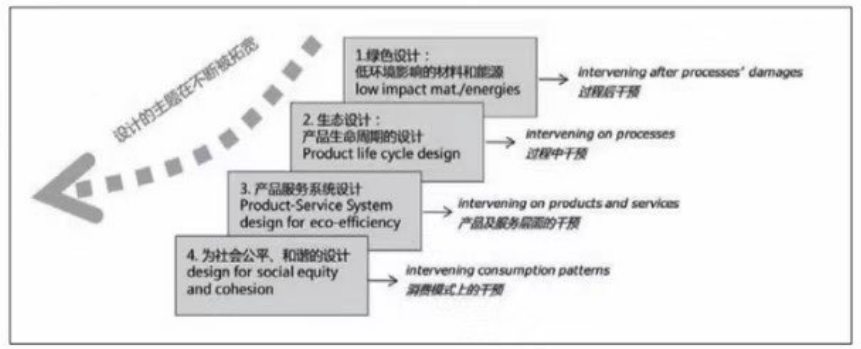 设计的主题在不断被拓宽
1.绿色设计：
低环境影响的材料和能源
low impact mat./energies
intervening after processes' damages
过程后干预
2. 生态设计：
产品生命周期的设计
Product life cycle design
intervening on processes
过程中干预
3. 产品服务系统设计
Product-Service System
design for eco-efficiency
intervening on products and services
产品及服务层面的干预
4. 为社会公平、和谐的设计
design for social equity
and cohesion
intervening consumption patterns
消费模式上的干预